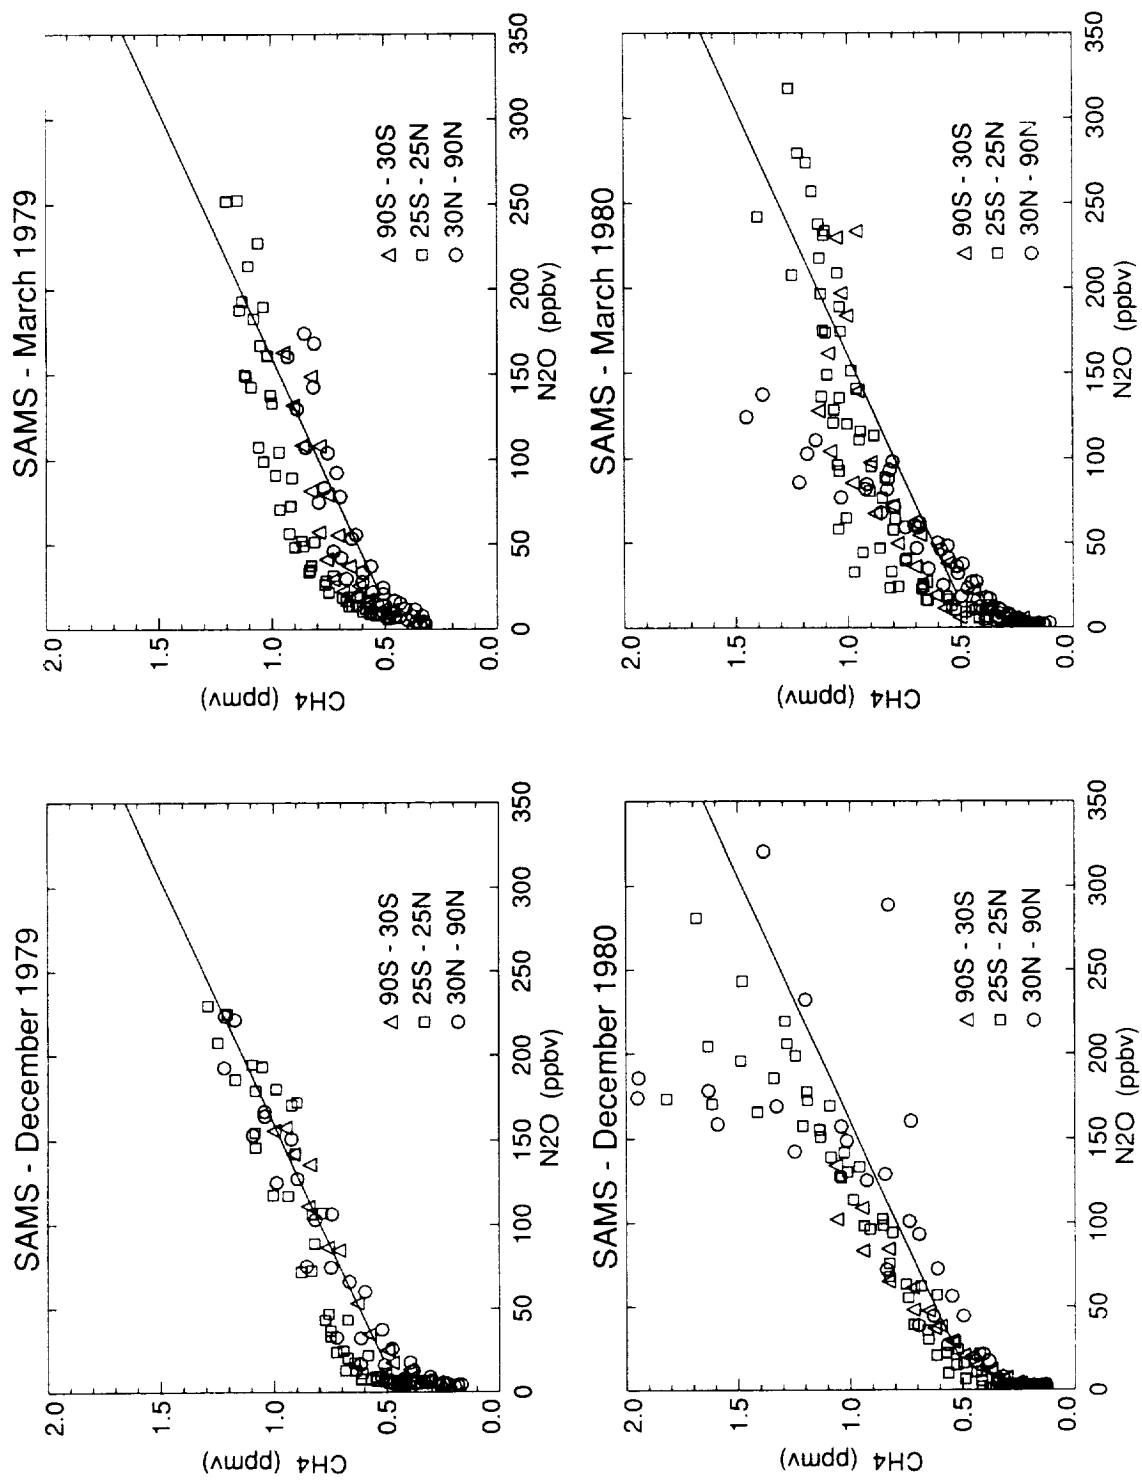 SAMS - March 1979
2.0
1.5
1.0
0.5
0.0
CH4 (ppmv)
0
50
100
150
200
250
300
350
N2O (ppbv)
△ 90S - 30S
□ 25S - 25N
○ 30N - 90N
SAMS - March 1980
2.0
1.5
1.0
0.5
0.0
CH4 (ppmv)
0
50
100
150
200
250
300
350
N2O (ppbv)
△ 90S - 30S
□ 25S - 25N
○ 30N - 90N
SAMS - December 1979
2.0
1.5
1.0
0.5
0.0
CH4 (ppmv)
0
50
100
150
200
250
300
350
N2O (ppbv)
△ 90S - 30S
□ 25S - 25N
○ 30N - 90N
SAMS - December 1980
2.0
1.5
1.0
0.5
0.0
CH4 (ppmv)
0
50
100
150
200
250
300
350
N2O (ppbv)
△ 90S - 30S
□ 25S - 25N
○ 30N - 90N